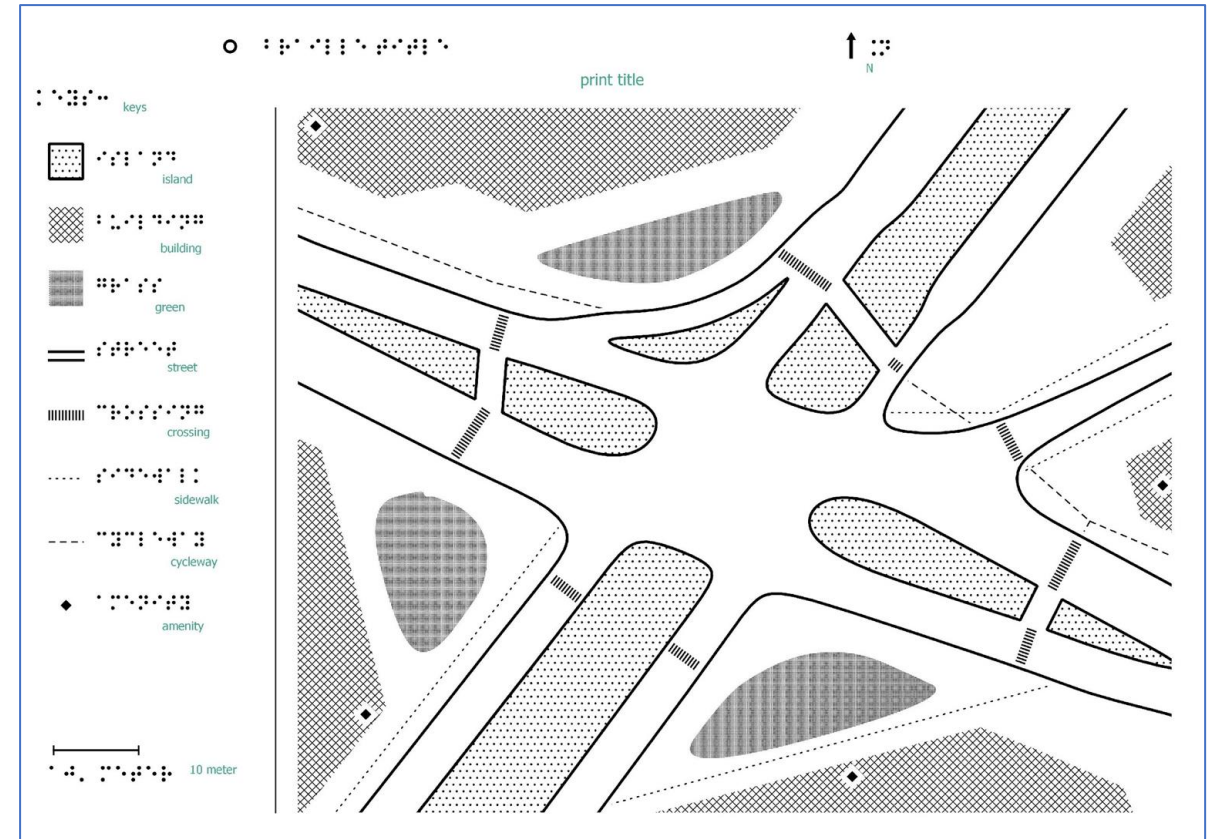 ⠃⠗⠁⠊⠇⠇⠑ ⠞⠊⠞⠇⠑
⠨⠝
N
print title
⠅⠑⠽⠎⠒
keys
⠊⠎⠇⠁⠝⠙
island
⠃⠥⠊⠇⠙⠊⠝⠛
building
⠛⠗⠁⠎⠎
green
⠎⠞⠗⠑⠑⠞
street
⠉⠗⠕⠎⠎⠊⠝⠛
crossing
⠎⠊⠙⠑⠺⠁⠇⠅
sidewalk
⠉⠽⠉⠇⠑⠺⠁⠽
cycleway
⠁⠍⠑⠝⠊⠞⠽
amenity
⠍⠑⠞⠑⠗
10 meter